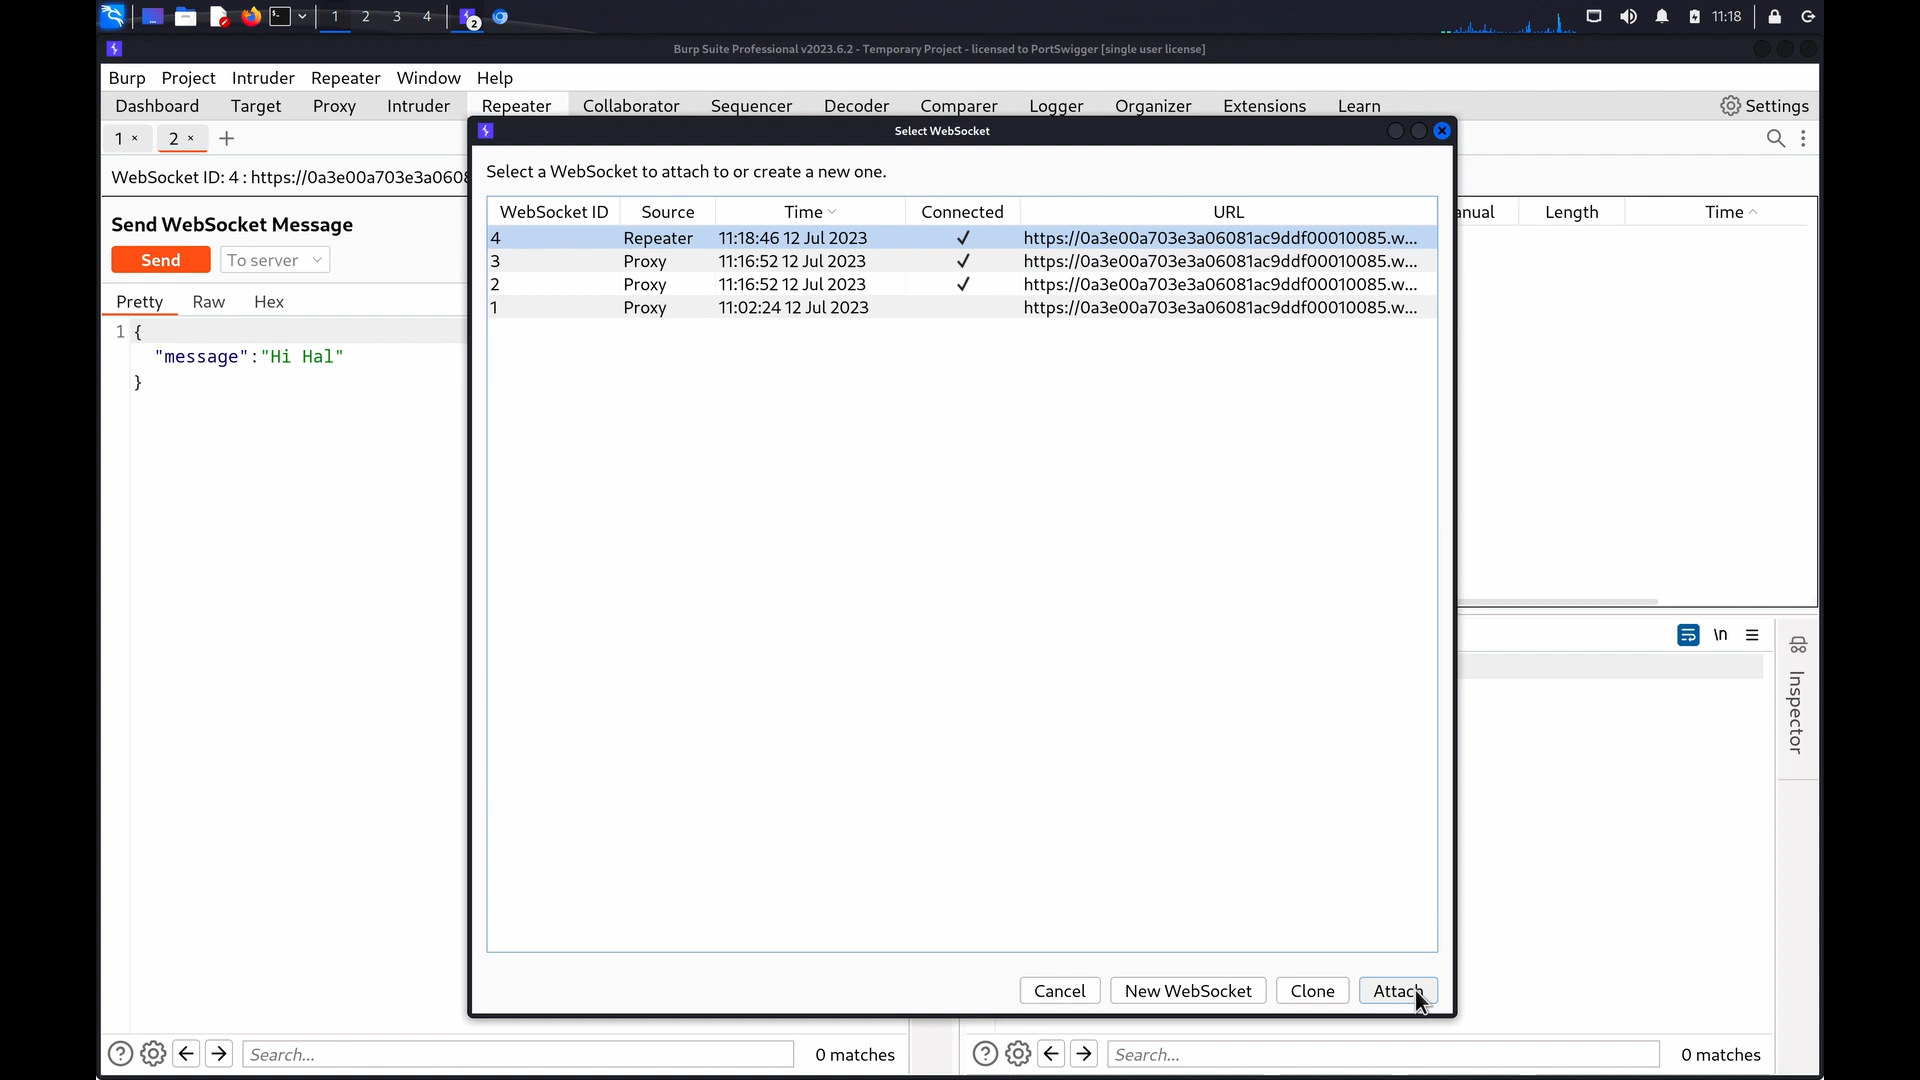 1 2 3 4 2 11:18
Burp Suite Professional v2023.6.2 - Temporary Project - licensed to PortSwigger [single user license]
Burp Project Intruder Repeater Window Help
Dashboard Target Proxy Intruder Repeater Collaborator Sequencer Decoder Comparer Logger Organizer Extensions Learn Settings
1 × 2 × +
Select WebSocket
WebSocket ID: 4 : https://0a3e00a703e3a060
Select a WebSocket to attach to or create a new one.
Send WebSocket Message
WebSocket ID Source Time Connected URL
Length Time
4 Repeater 11:18:46 12 Jul 2023 ✓ https://0a3e00a703e3a06081ac9ddf00010085.w...
3 Proxy 11:16:52 12 Jul 2023 ✓ https://0a3e00a703e3a06081ac9ddf00010085.w...
2 Proxy 11:16:52 12 Jul 2023 ✓ https://0a3e00a703e3a06081ac9ddf00010085.w...
1 Proxy 11:02:24 12 Jul 2023 https://0a3e00a703e3a06081ac9ddf00010085.w...
Send To server
Pretty Raw Hex
1 {
"message":"Hi Hal"
}
\n
Inspector
Cancel New WebSocket Clone Attach
Search... 0 matches
Search... 0 matches